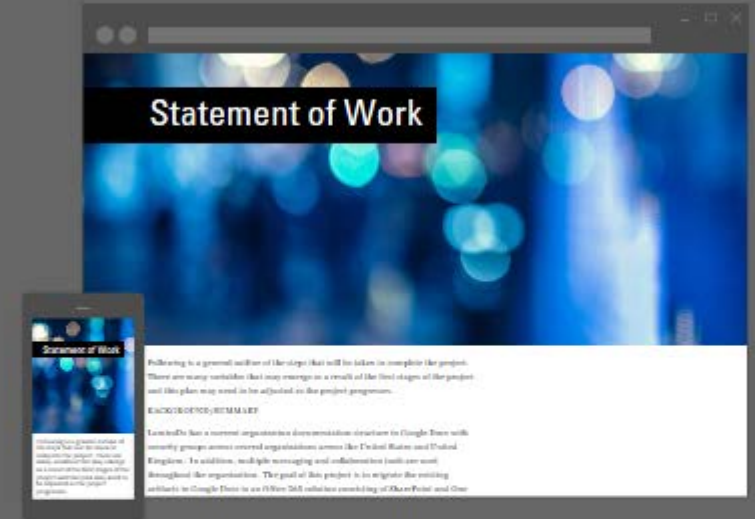 Statement of Work
Following is a general outline of the steps that will be taken to complete the project.
There are many variables that may emerge as a result of the first stages of the project
and this plan may need to be adjusted as the project progresses.
BACKGROUND/SUMMARY
has a current organization documentation structure in Google Docs with
security groups across several organizations across the United States and United
Kingdom. In addition, multiple messaging and collaboration tools are used
throughout the organization. The goal of this project is to migrate the existing
artifacts in Google Docs to an Office 365 solution consisting of SharePoint and One
Statement of Work